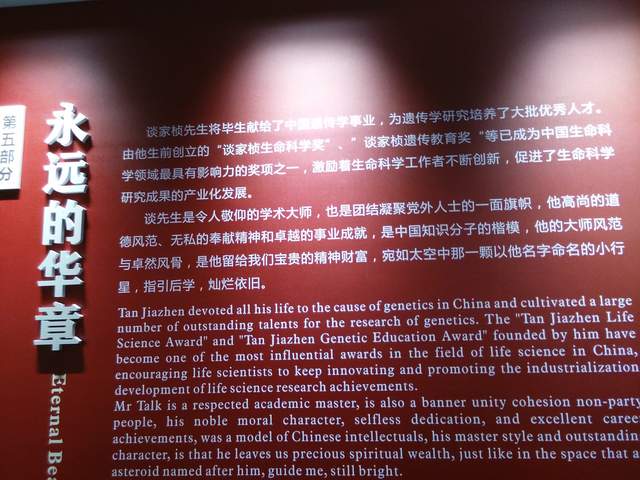 第五部分
永远的华章
Eternal Bea
谈家桢先生将毕生献给了中国遗传学事业，为遗传学研究培养了大批优秀人才。
由他生前创立的“谈家桢生命科学奖”、“谈家桢遗传教育奖”等已成为中国生命科
学领域最具有影响力的奖项之一，激励着生命科学工作者不断创新，促进了生命科学
研究成果的产业化发展。
谈先生是令人敬仰的学术大师，也是团结凝聚党外人士的一面旗帜，他高尚的道
德风范、无私的奉献精神和卓越的事业成就，是中国知识分子的楷模，他的大师风范
与卓然风骨，是他留给我们宝贵的精神财富，宛如太空中那一颗以他名字命名的小行
星，指引后学，灿烂依旧。
Tan Jiazhen devoted all his life to the cause of genetics in China and cultivated a large
number of outstanding talents for the research of genetics. The "Tan Jiazhen Life
Science Award" and "Tan Jiazhen Genetic Education Award" founded by him have
become one of the most influential awards in the field of life science in China,
encouraging life scientists to keep innovating and promoting the industrialization
development of life science research achievements.
Mr Talk is a respected academic master, is also a banner unity cohesion non-party
people, his noble moral character, selfless dedication, and excellent career
achievements, was a model of Chinese intellectuals, his master style and outstanding
character, is that he leaves us precious spiritual wealth, just like in the space that a
asteroid named after him, guide me, still bright.